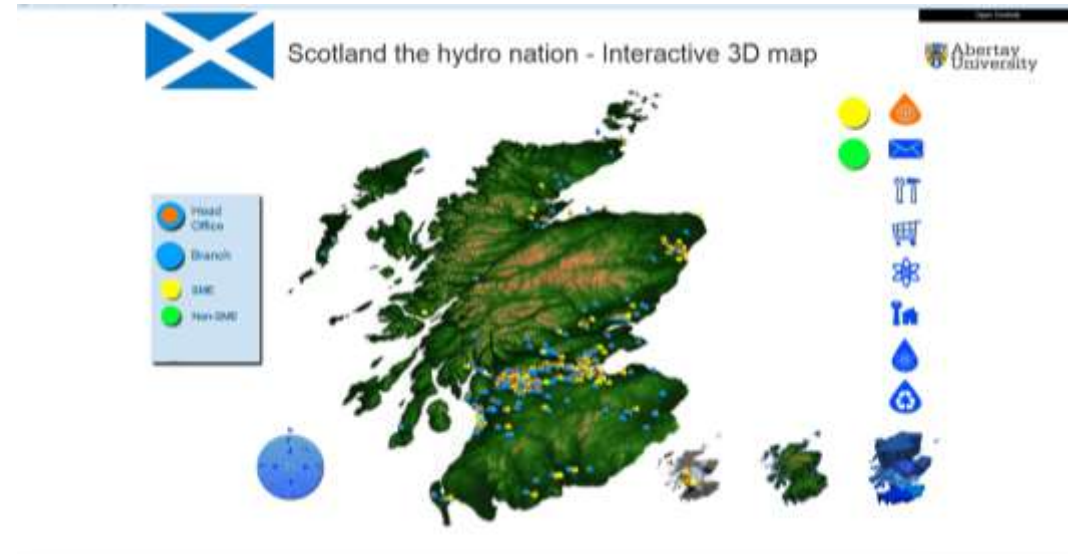 Scotland the hydro nation - Interactive 3D map
Abertay
University
Head
Office
Branch
SME
Non-SME